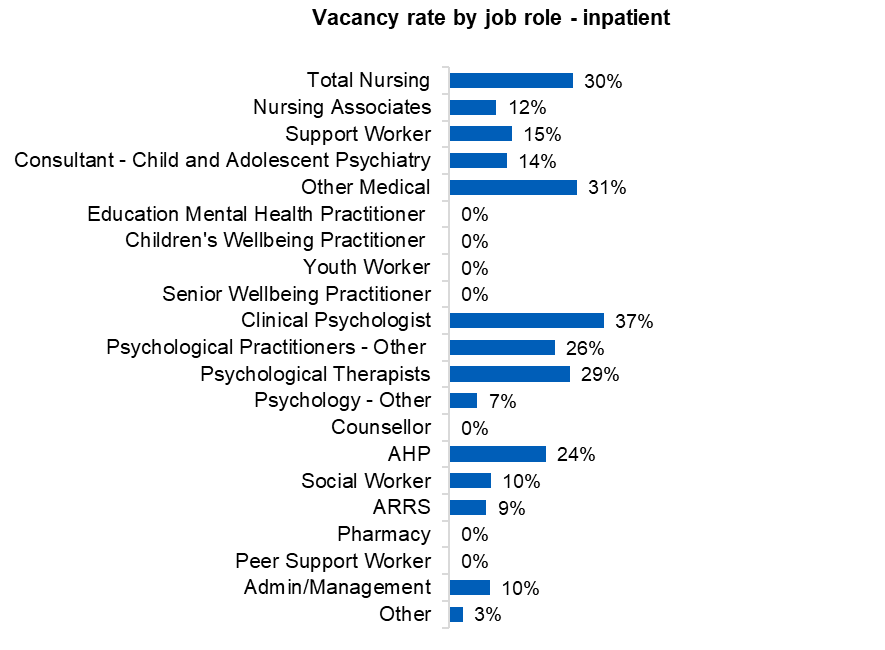 Vacancy rate by job role - inpatient
Total Nursing 30%
Nursing Associates 12%
Support Worker 15%
Consultant - Child and Adolescent Psychiatry 14%
Other Medical 31%
Education Mental Health Practitioner 0%
Children's Wellbeing Practitioner 0%
Youth Worker 0%
Senior Wellbeing Practitioner 0%
Clinical Psychologist 37%
Psychological Practitioners - Other 26%
Psychological Therapists 29%
Psychology - Other 7%
Counsellor 0%
AHP 24%
Social Worker 10%
ARRS 9%
Pharmacy 0%
Peer Support Worker 0%
Admin/Management 10%
Other 3%